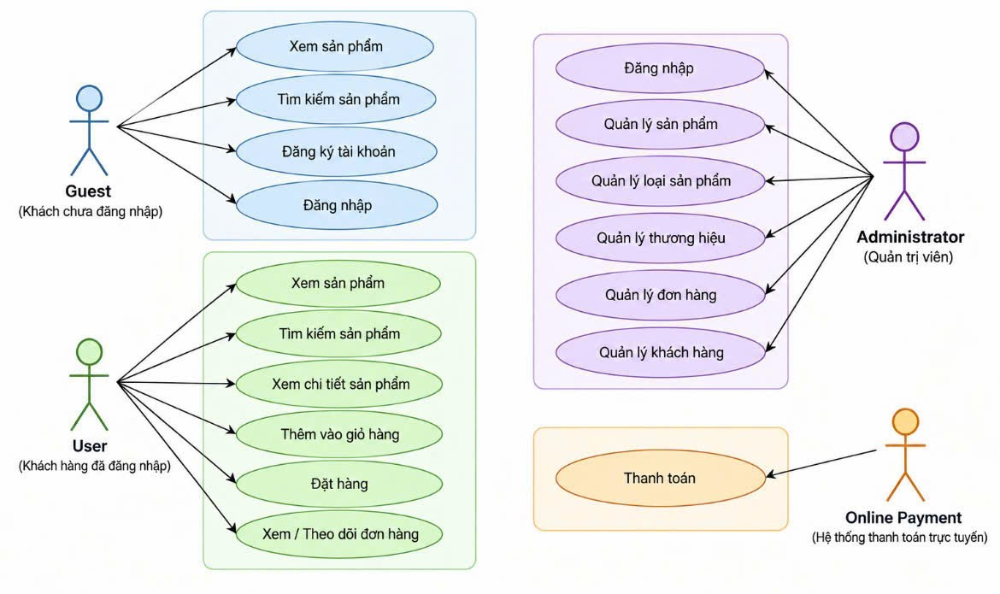 Xem sản phẩm
Tìm kiếm sản phẩm
Đăng ký tài khoản
Đăng nhập
Guest
(Khách chưa đăng nhập)
Xem sản phẩm
Tìm kiếm sản phẩm
Xem chi tiết sản phẩm
Thêm vào giỏ hàng
Đặt hàng
Xem / Theo dõi đơn hàng
User
(Khách hàng đã đăng nhập)
Đăng nhập
Quản lý sản phẩm
Quản lý loại sản phẩm
Quản lý thương hiệu
Quản lý đơn hàng
Quản lý khách hàng
Administrator
(Quản trị viên)
Thanh toán
Online Payment
(Hệ thống thanh toán trực tuyến)